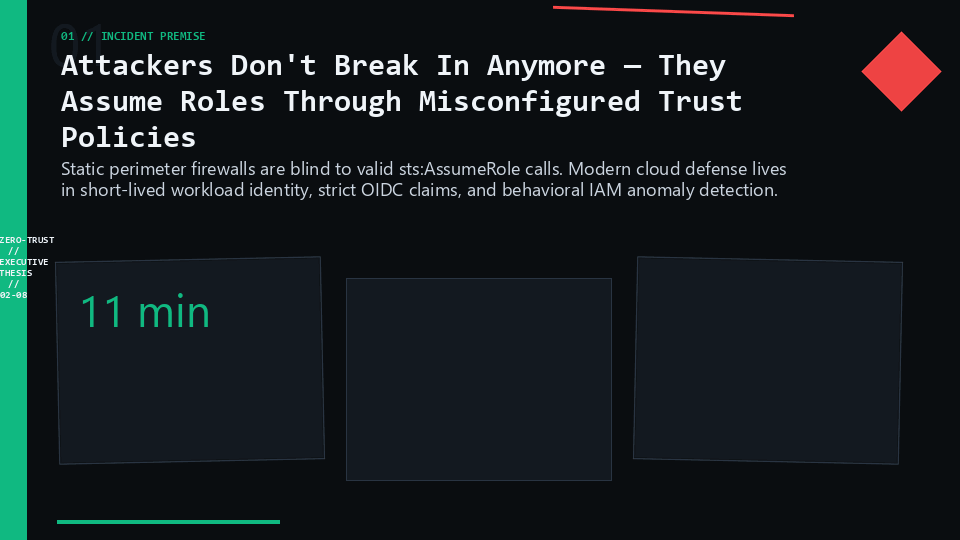 01
01 // INCIDENT PREMISE
Attackers Don't Break In Anymore — They
Assume Roles Through Misconfigured Trust
Policies
Static perimeter firewalls are blind to valid sts:AssumeRole calls. Modern cloud defense lives
in short-lived workload identity, strict OIDC claims, and behavioral IAM anomaly detection.
ZERO-TRUST
//
EXECUTIVE
THESIS
//
02-08
11 min